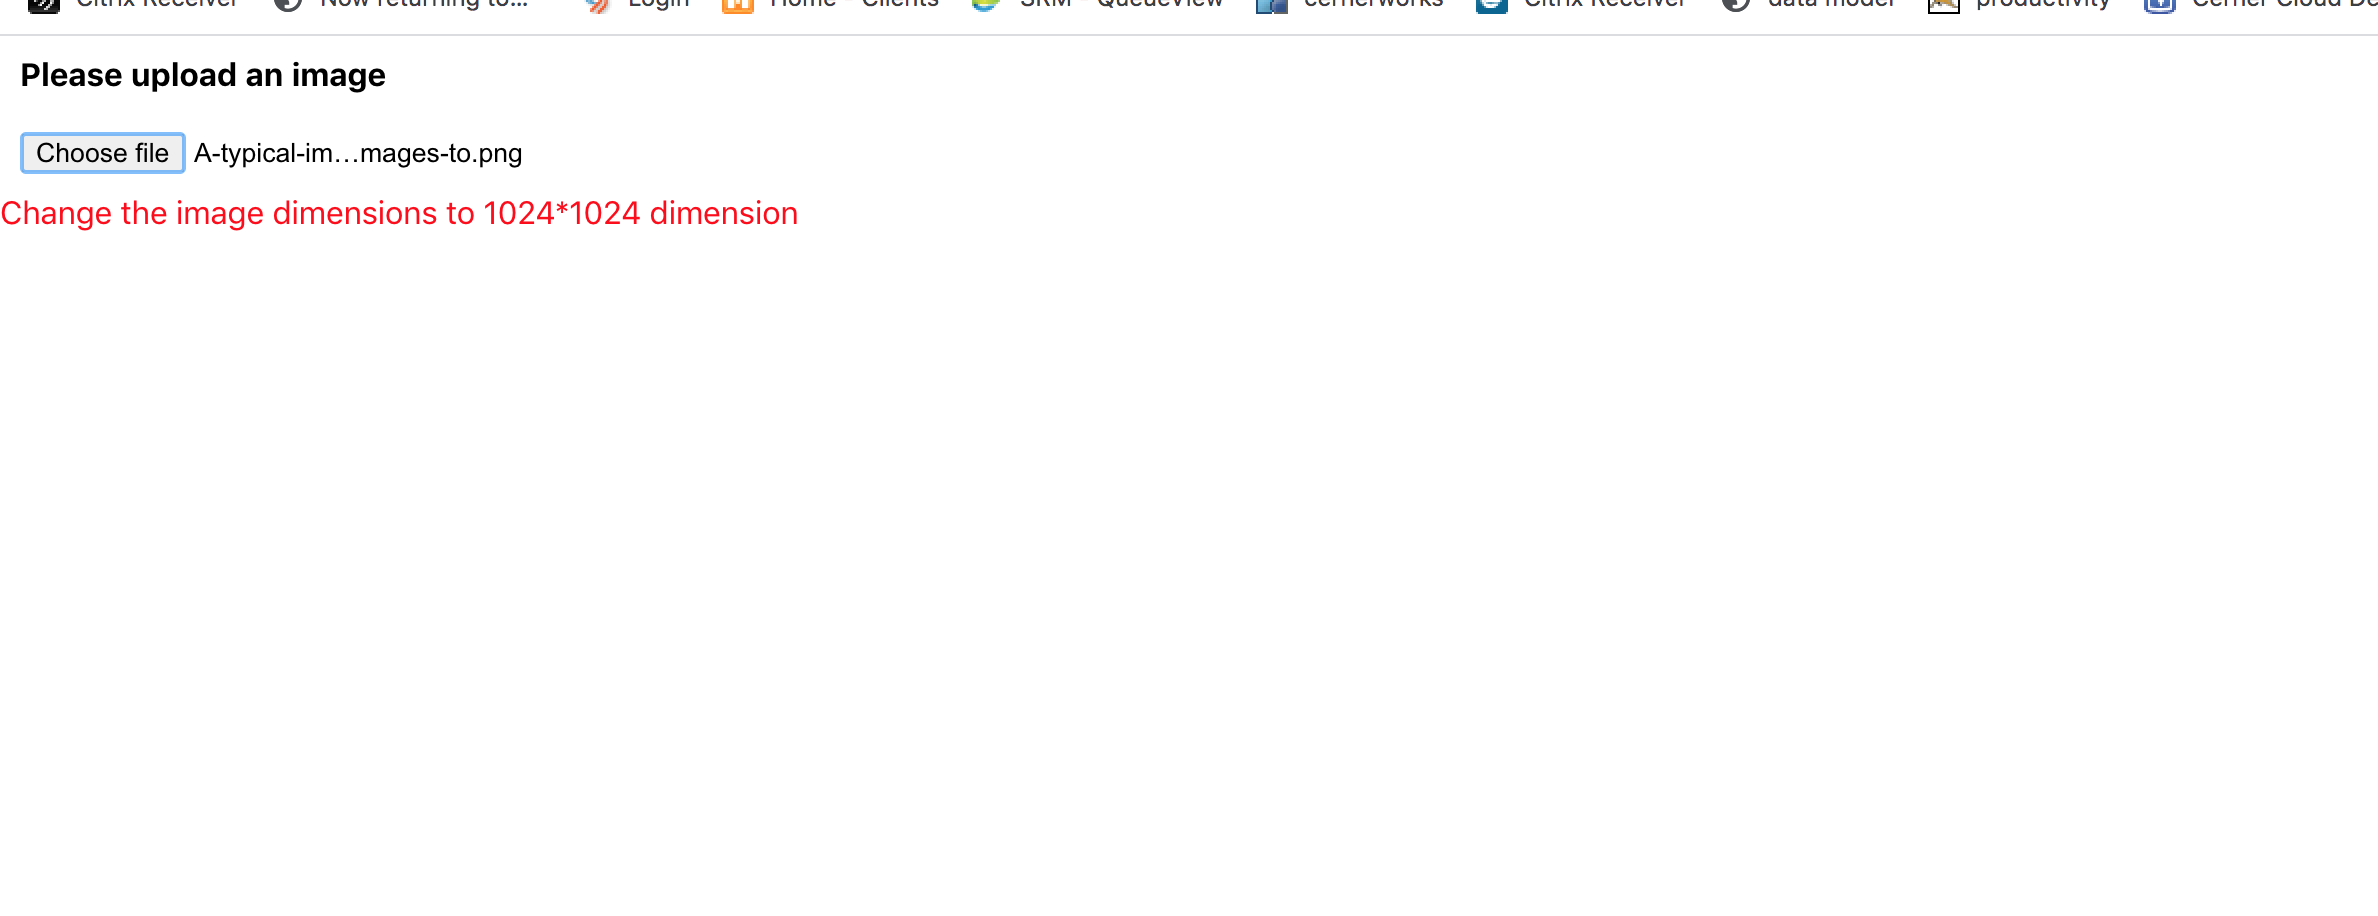 Citrix Receiver Now returning to... Login Home - Clients SRM - QueueView cernerworks Citrix Receiver data model productivity Cerner Cloud De
Please upload an image
Choose file A-typical-im…mages-to.png
Change the image dimensions to 1024*1024 dimension